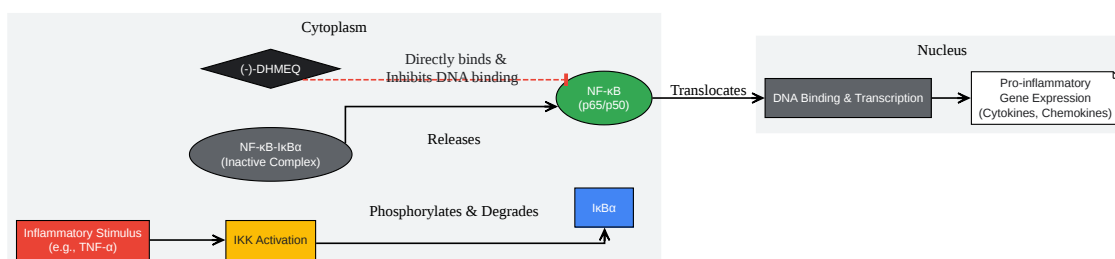 Cytoplasm
(-)-DHMEQ
Directly binds &
Inhibits DNA binding
NF-κB
(p65/p50)
Translocates
Nucleus
DNA Binding & Transcription
Pro-inflammatory
Gene Expression
(Cytokines, Chemokines)
NF-κB-IκBα
(Inactive Complex)
Releases
Phosphorylates & Degrades
IκBα
Inflammatory Stimulus
(e.g., TNF-α)
IKK Activation